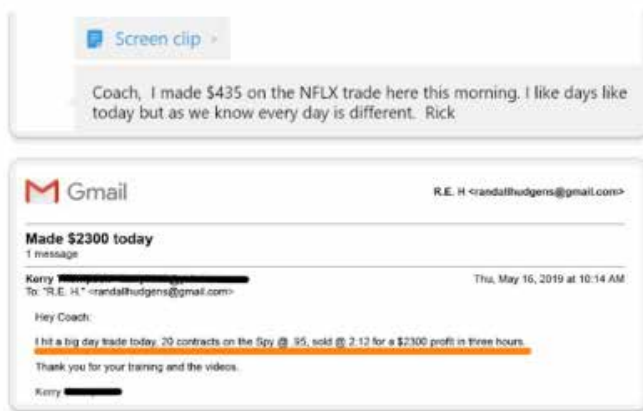 Screen clip
Coach, I made $435 on the NFLX trade here this morning. I like days like
today but as we know every day is different. Rick
Gmail
R.E. H <randallhudgens@gmail.com>
Made $2300 today
1 message
Kerry
Thu, May 16, 2019 at 10:14 AM
To: "R.E. H." <randallhudgens@gmail.com>
Hey Coach:
I hit a big day trade today, 20 contracts on the Spy @ .95, sold @ 2.12 for a $2300 profit in three hours.
Thank you for your training and the videos.
Kerry